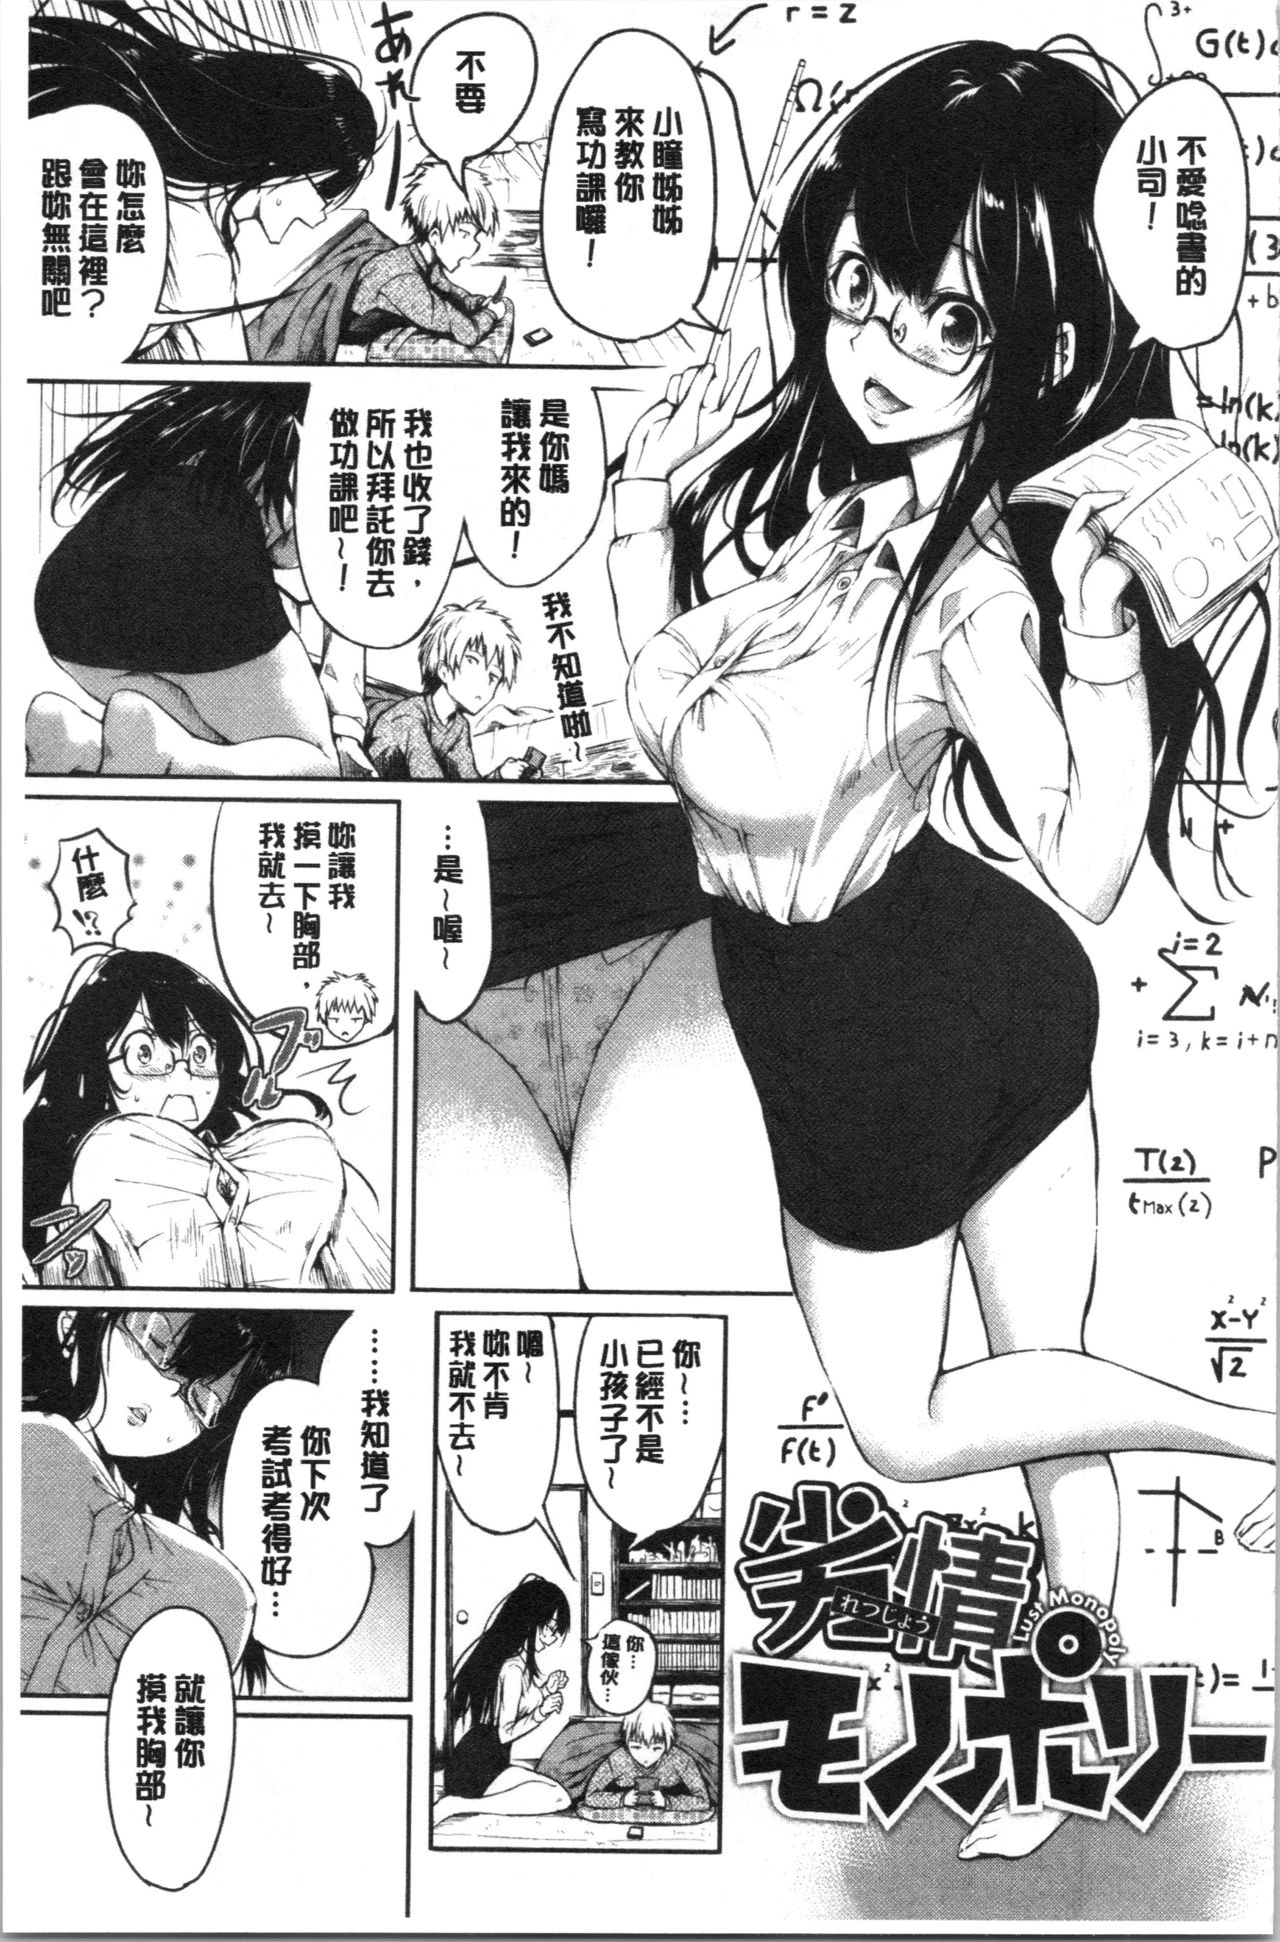 不愛唸書的
小司！
小瞳姊姊
來教你
寫功課囉！
不要
あれ
妳怎麼
會在這裡？
跟妳無關吧
是你媽
讓我來的！
我也收了錢，
所以拜託你去
做功課吧～！
我不知道啦～
…是～喔～
妳讓我
摸一下胸部，
我就去～
什麼!?
你～…
已經不是
小孩子了～
嗯～
妳不肯
我就不去～
你…
這傢伙…
……我知道了
你下次
考試考得好…
就讓你
摸我胸部～
劣情
れつじょう
モノポリー
Lust Monopoly
r = z
3+
G(t)
= ln(k)
ln(k)
i=2
+ Σ
i=3, k=i+n
T(z)
tMax(z)
x²-Y²
√2
F'
F(t)
B